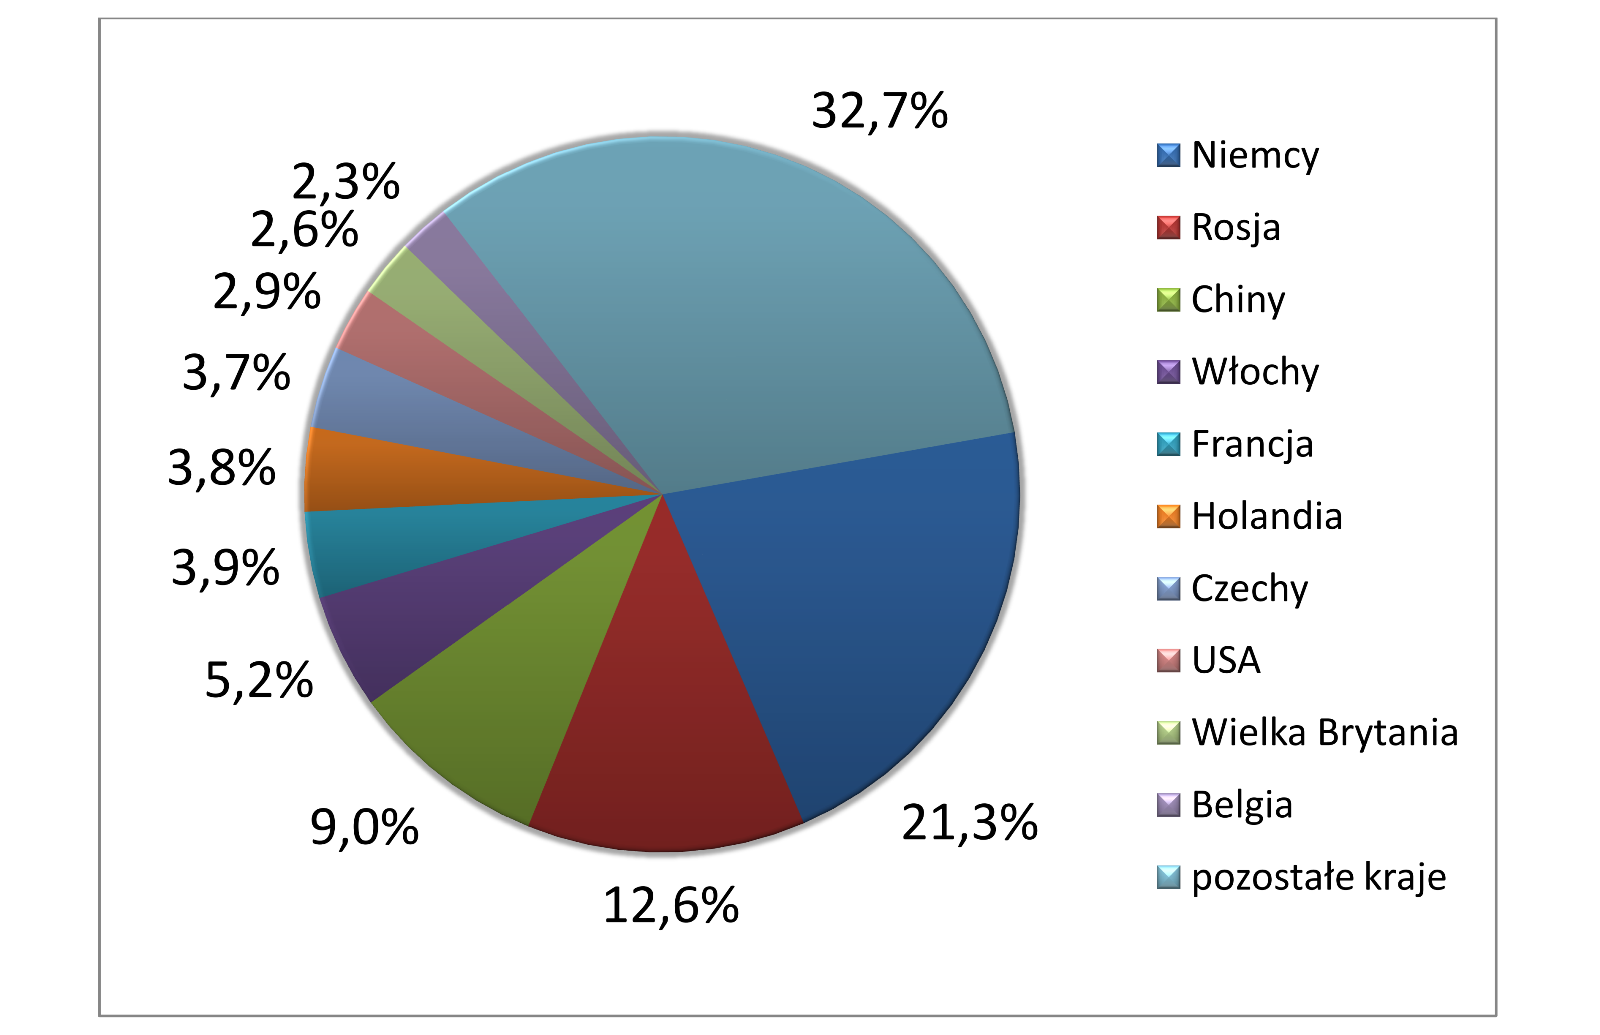 32,7%
2,3%
2,6%
2,9%
3,7%
3,8%
3,9%
5,2%
9,0%
12,6%
21,3%
Niemcy
Rosja
Chiny
Włochy
Francja
Holandia
Czechy
USA
Wielka Brytania
Belgia
pozostałe kraje